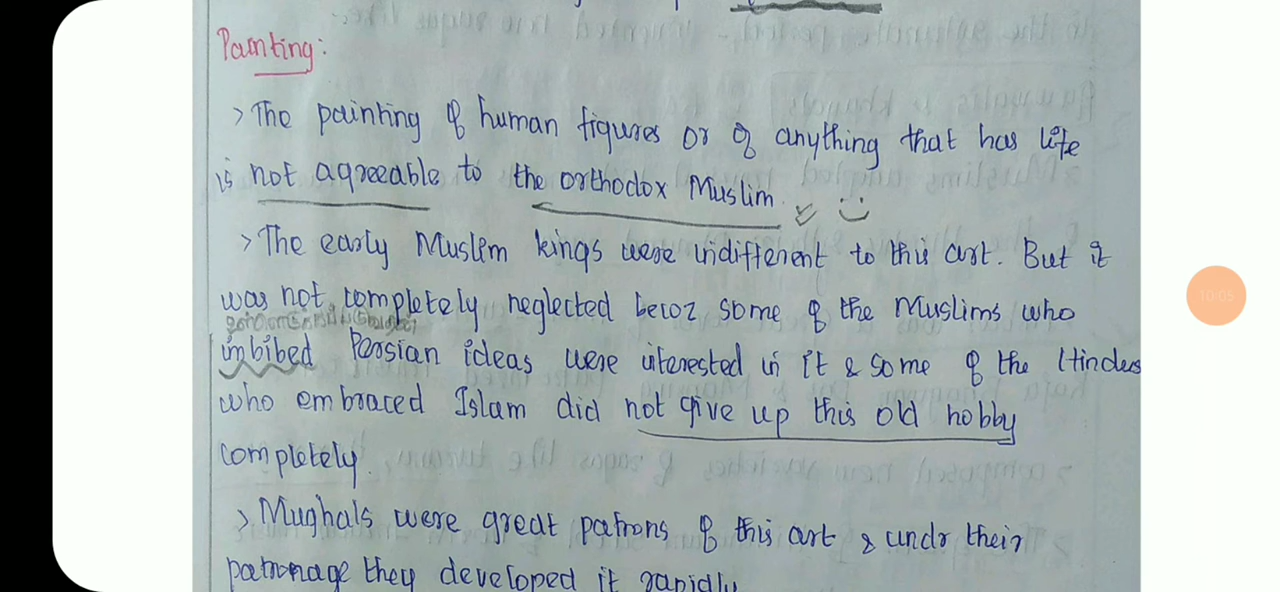 Painting:
> The painting of human figures or of anything that has life
is not agreeable to the orthodox Muslim.
> The early Muslim kings were indifferent to this art. But it
was not completely neglected becoz some of the Muslims who
imbibed Persian ideas were interested in it & some of the Hindus
who embraced Islam did not give up this old hobby
completely.
> Mughals were great patrons of this art & undr their
patronage they developed it rapidly
10:05